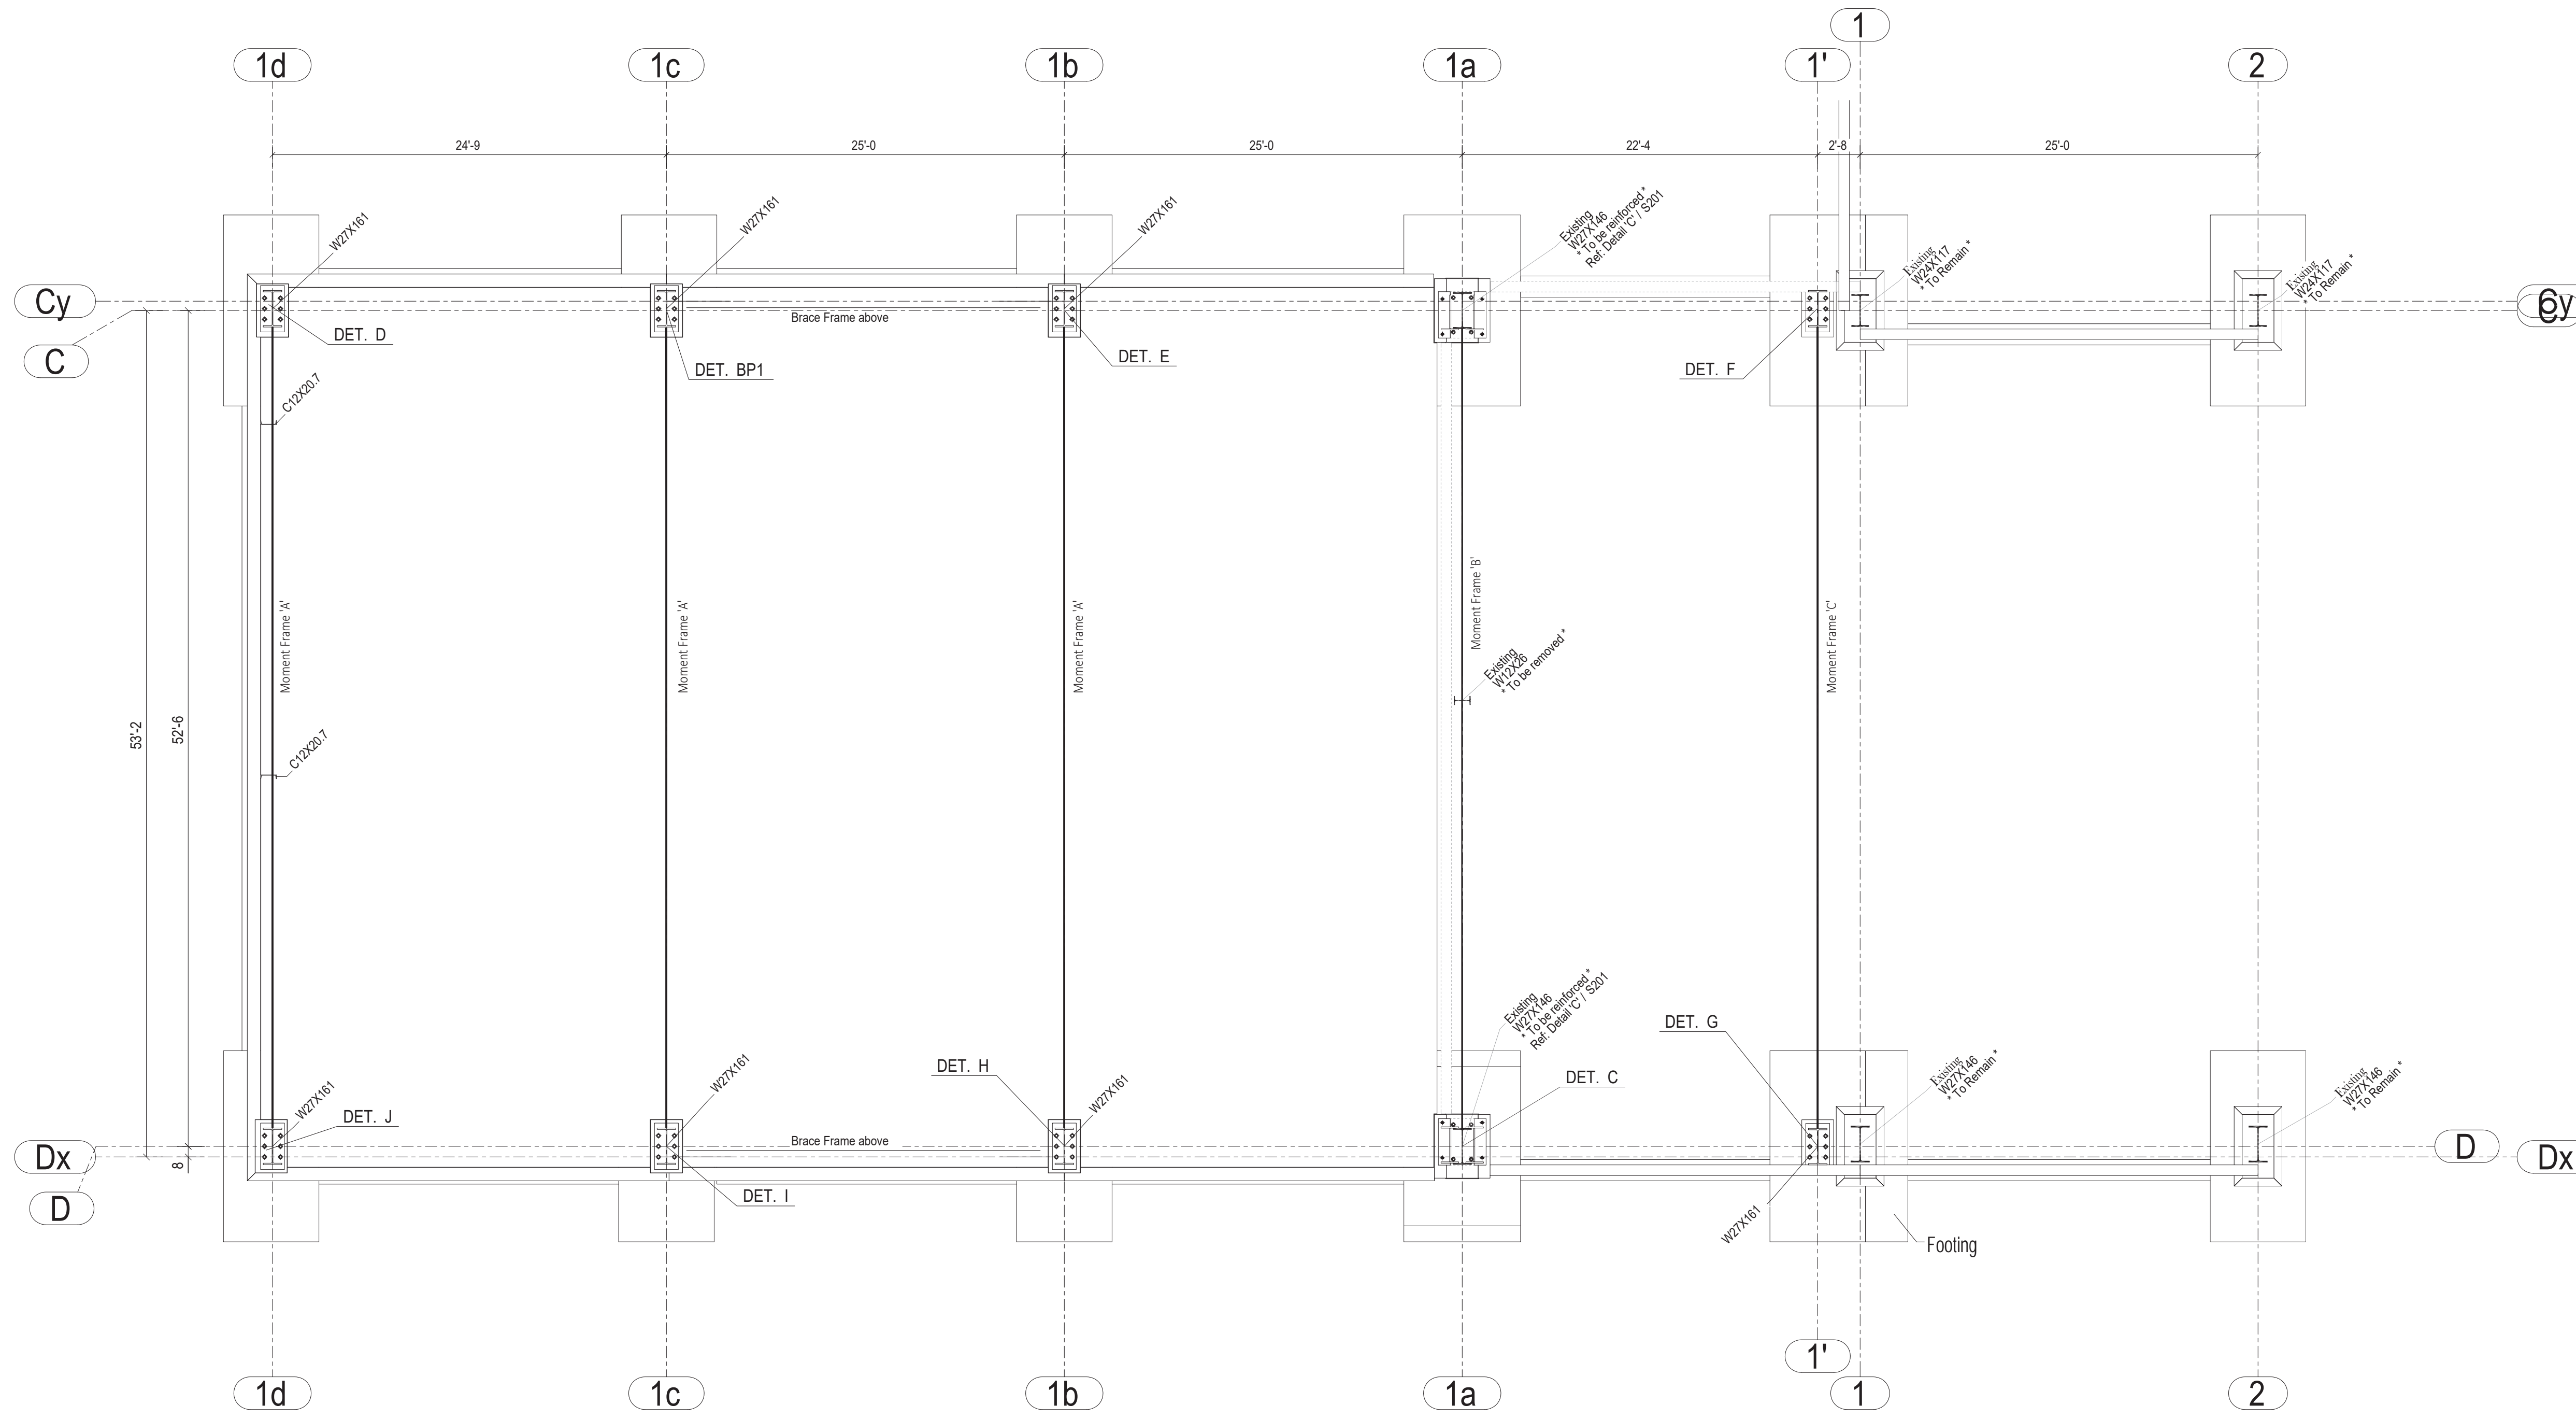 1
1d
1c
1b
1a
1'
2
24'-9
25'-0
25'-0
22'-4
2'-8
25'-0
W27X161
W27X161
W27X161
Existing
W27X146
* To be reinforced *
Ref: Detail 'C' / S201
Existing
W24X117
* To Remain *
Existing
W24X117
* To Remain *
Cy
Cy
C
C
Brace Frame above
DET. D
DET. BP1
DET. E
DET. F
C12X20.7
Moment Frame 'A'
Moment Frame 'A'
Moment Frame 'A'
Moment Frame 'B'
Moment Frame 'C'
Existing
W12X26
* To be removed *
53'-2
52'-6
C12X20.7
Existing
W27X146
* To be reinforced *
Ref: Detail 'C' / S201
DET. G
DET. H
DET. C
W27X161
DET. J
W27X161
W27X161
Existing
W27X146
* To Remain *
Existing
W27X146
* To Remain *
Brace Frame above
D
Dx
Dx
8
D
DET. I
W27X161
Footing
1'
1d
1c
1b
1a
1
2